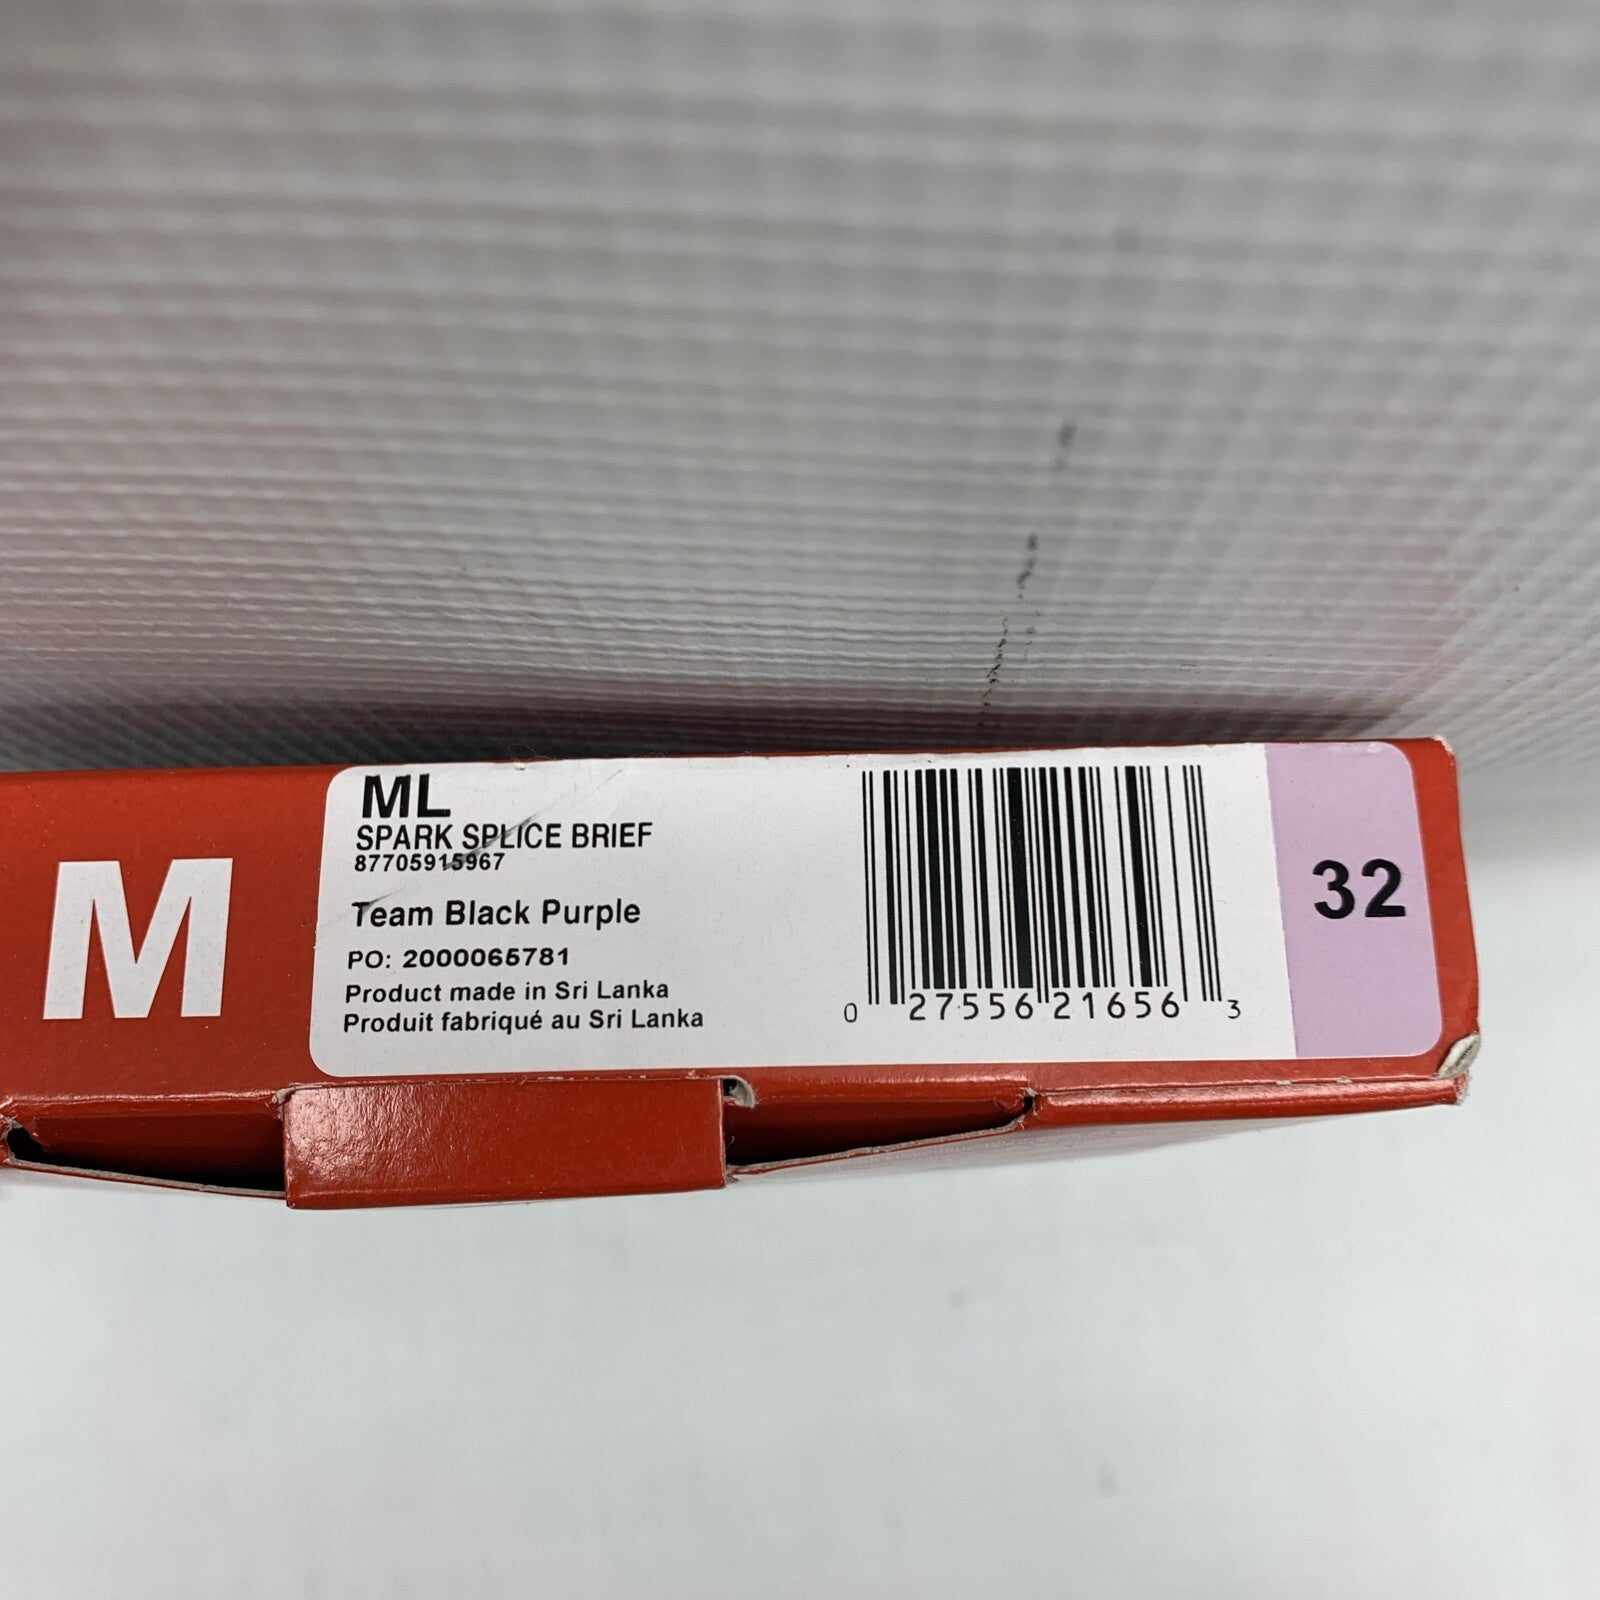 M
ML
SPARK SPLICE BRIEF
87705915967
Team Black Purple
PO: 2000065781
Product made in Sri Lanka
Produit fabriqué au Sri Lanka
0 27556 21656 3
32